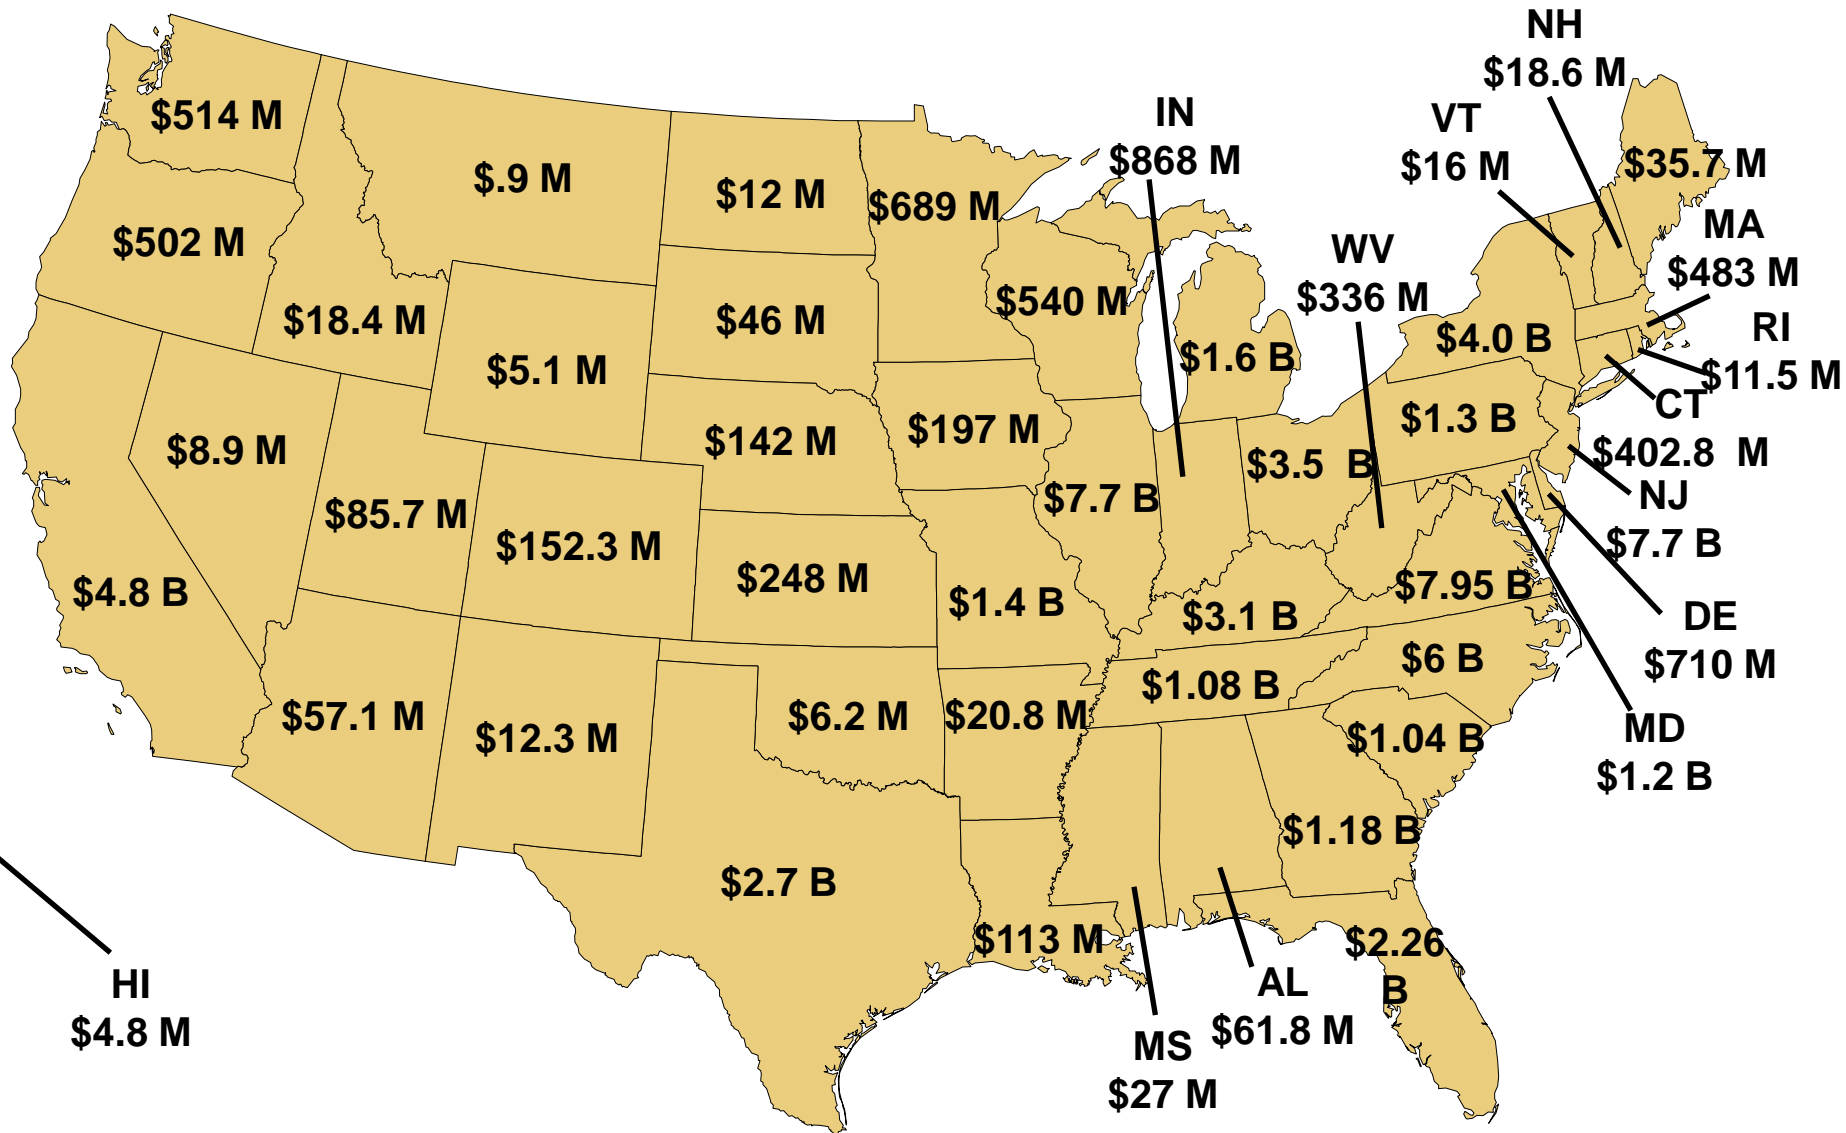 NH
$18.6 M
IN
$868 M
VT
$16 M
$514 M
$35.7 M
$.9 M
$12 M
$689 M
MA
$483 M
$502 M
WV
$336 M
$18.4 M
$46 M
$540 M
$4.0 B
RI
$11.5 M
$5.1 M
$1.6 B
CT
$402.8 M
$8.9 M
$142 M
$197 M
$1.3 B
$3.5 B
NJ
$7.7 B
$85.7 M
$152.3 M
$7.7 B
$4.8 B
$248 M
$1.4 B
$3.1 B
$7.95 B
DE
$710 M
$57.1 M
$12.3 M
$6.2 M
$20.8 M
$1.08 B
$6 B
MD
$1.2 B
$1.04 B
$1.18 B
$2.7 B
$113 M
$2.26
B
HI
$4.8 M
AL
$61.8 M
MS
$27 M